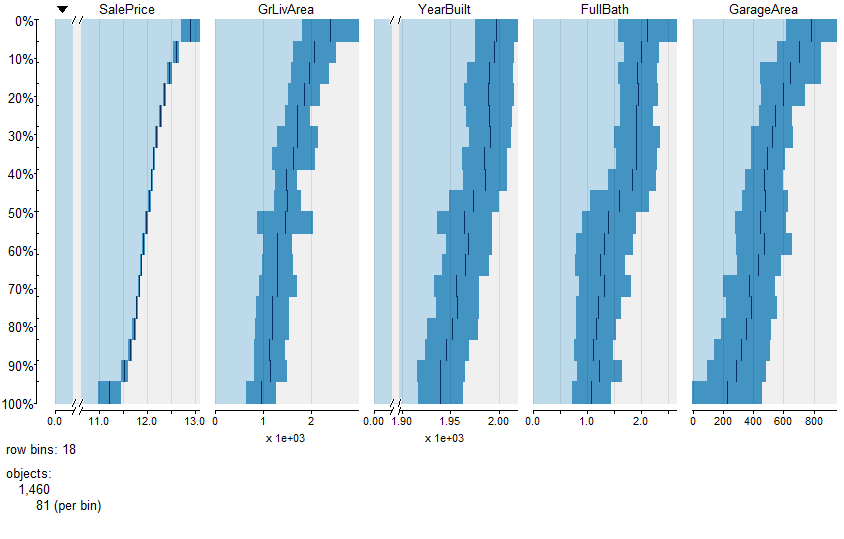 SalePrice GrLivArea YearBuilt FullBath GarageArea
0%
10%
20%
30%
40%
50%
60%
70%
80%
90%
100%
0.0 11.0 12.0 13.0 0 1 2 0.00 1.90 1.95 2.00 0.0 1.0 2.0 0 200 400 600 800
x 1e+03 x 1e+03
row bins: 18
objects:
1,460
81 (per bin)